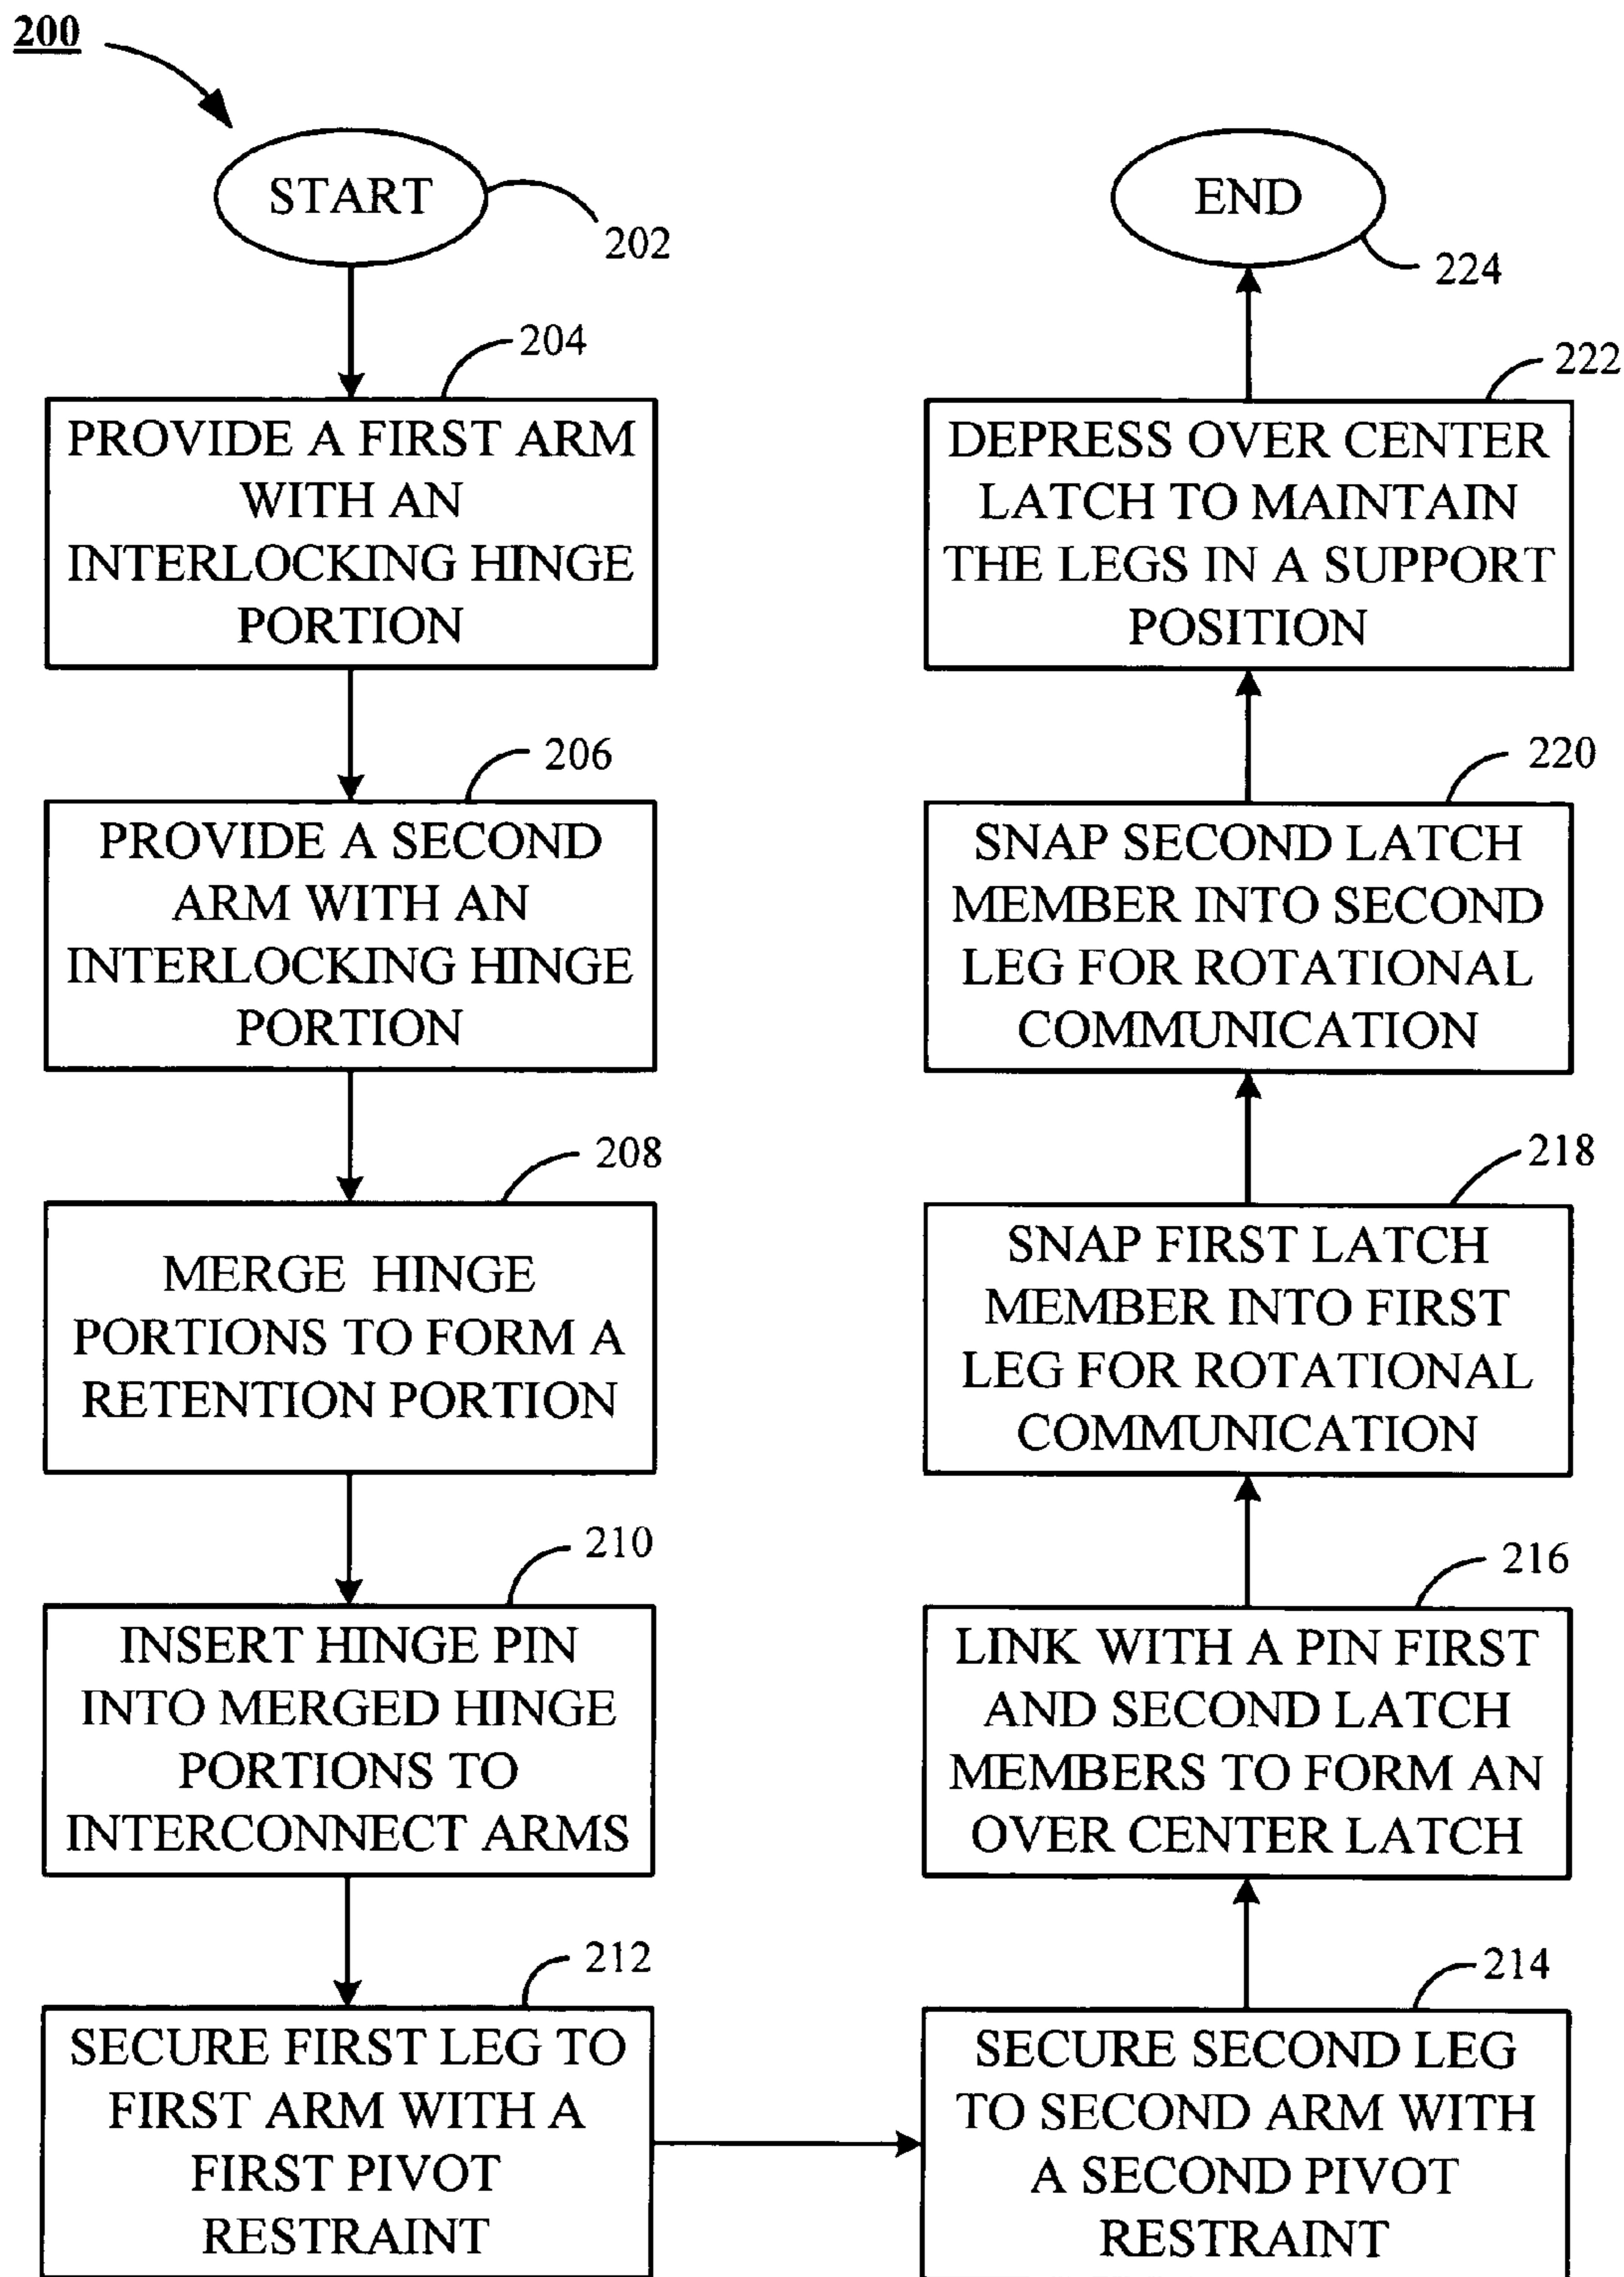 200
START
202
204
PROVIDE A FIRST ARM
WITH AN
INTERLOCKING HINGE
PORTION
206
PROVIDE A SECOND
ARM WITH AN
INTERLOCKING HINGE
PORTION
208
MERGE HINGE
PORTIONS TO FORM A
RETENTION PORTION
210
INSERT HINGE PIN
INTO MERGED HINGE
PORTIONS TO
INTERCONNECT ARMS
212
SECURE FIRST LEG TO
FIRST ARM WITH A
FIRST PIVOT
RESTRAINT
214
SECURE SECOND LEG
TO SECOND ARM WITH
A SECOND PIVOT
RESTRAINT
216
LINK WITH A PIN FIRST
AND SECOND LATCH
MEMBERS TO FORM AN
OVER CENTER LATCH
218
SNAP FIRST LATCH
MEMBER INTO FIRST
LEG FOR ROTATIONAL
COMMUNICATION
220
SNAP SECOND LATCH
MEMBER INTO SECOND
LEG FOR ROTATIONAL
COMMUNICATION
222
DEPRESS OVER CENTER
LATCH TO MAINTAIN
THE LEGS IN A SUPPORT
POSITION
END
224